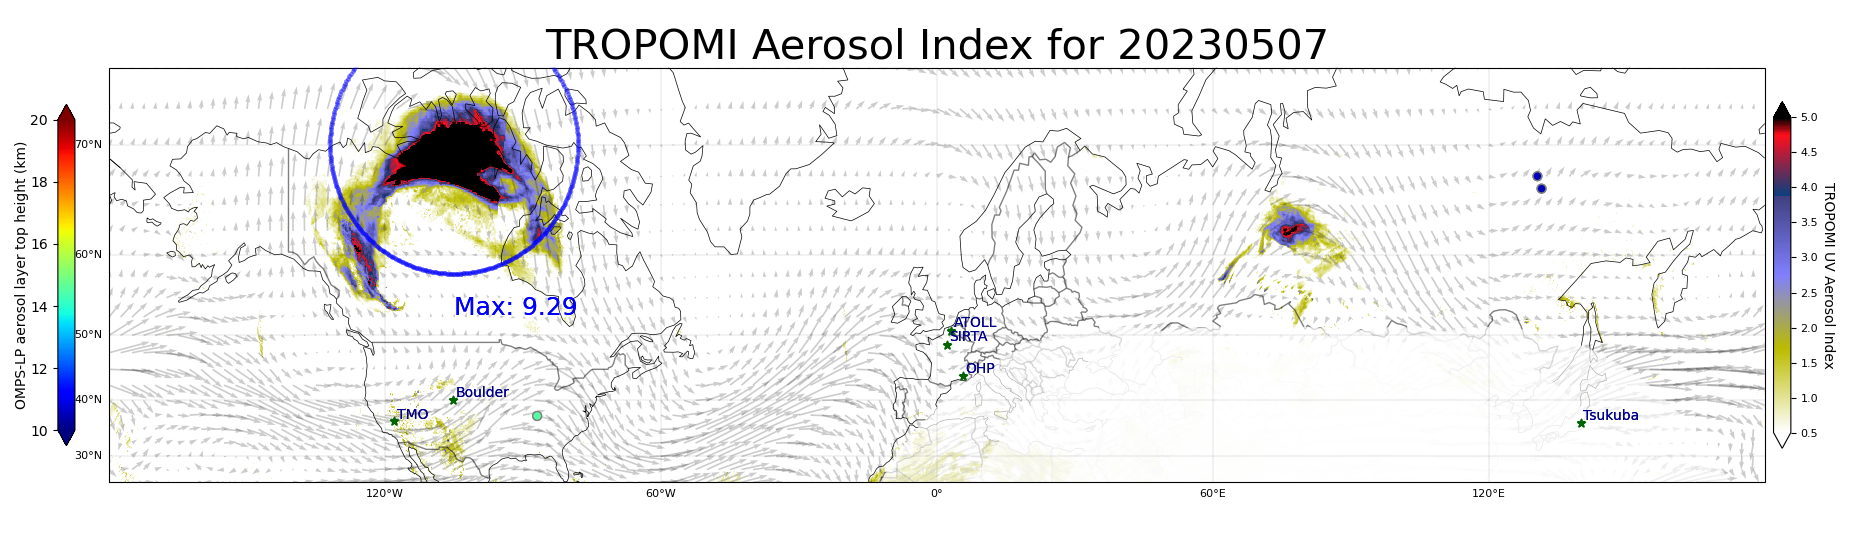 TROPOMI Aerosol Index for 20230507
OMPS-LP aerosol layer top height (km)
20
18
16
14
12
10
70°N
60°N
50°N
40°N
30°N
Max: 9.29
ATOLL
SIRTA
OHP
Boulder
TMO
Tsukuba
120°W
60°W
0°
60°E
120°E
5.0
4.5
4.0
3.5
3.0
2.5
2.0
1.5
1.0
0.5
TROPOMI UV Aerosol Index